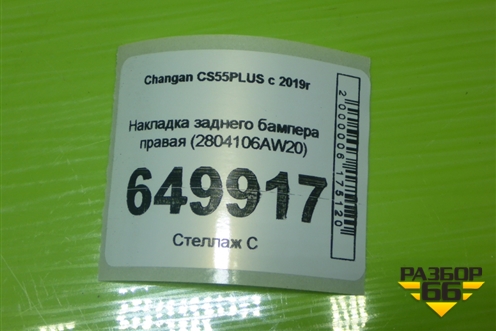 Changan CS55PLUS с 2019г
Накладка заднего бампера
правая (2804106AW20)
649917
Стеллаж С
2000006175120
РАЗБОР
66